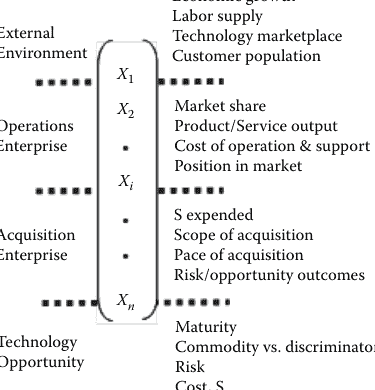 Economic growth
Labor supply
Technology marketplace
Customer population
External
Environment
X1
X2
Market share
Product/Service output
Cost of operation & support
Position in market
Operations
Enterprise
Xi
S expended
Scope of acquisition
Pace of acquisition
Risk/opportunity outcomes
Acquisition
Enterprise
Xn
Maturity
Commodity vs. discriminator
Risk
Cost, S
Technology
Opportunity